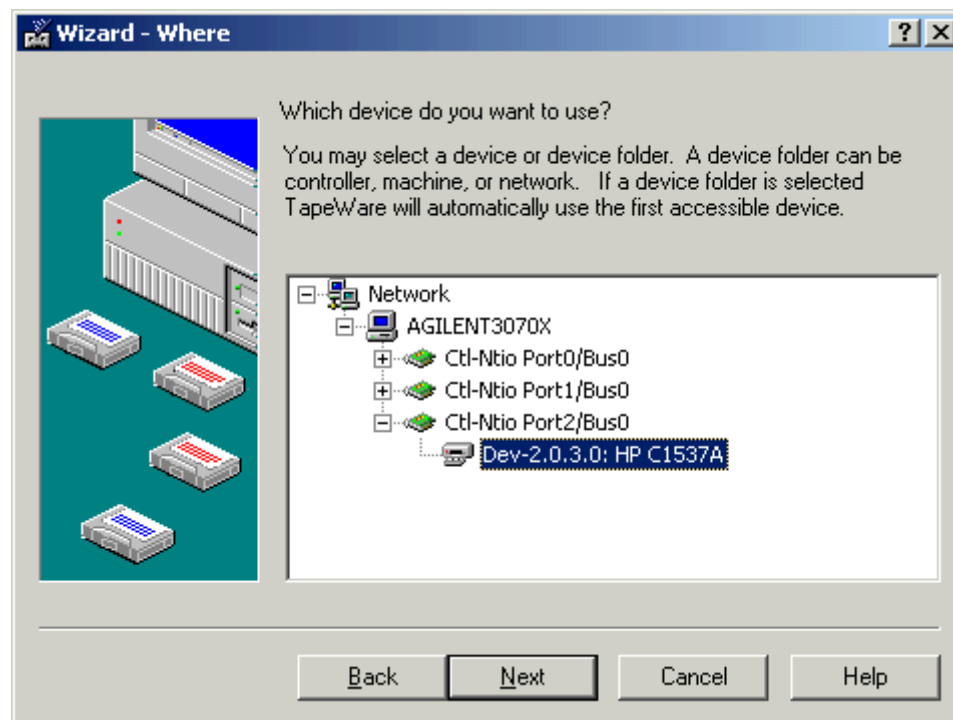 Wizard - Where
Which device do you want to use?
You may select a device or device folder. A device folder can be
controller, machine, or network. If a device folder is selected
TapeWare will automatically use the first accessible device.
Network
AGILENT3070X
Ctl-Ntio Port0/Bus0
Ctl-Ntio Port1/Bus0
Ctl-Ntio Port2/Bus0
Dev-2.0.3.0: HP C1537A
Back Next Cancel Help